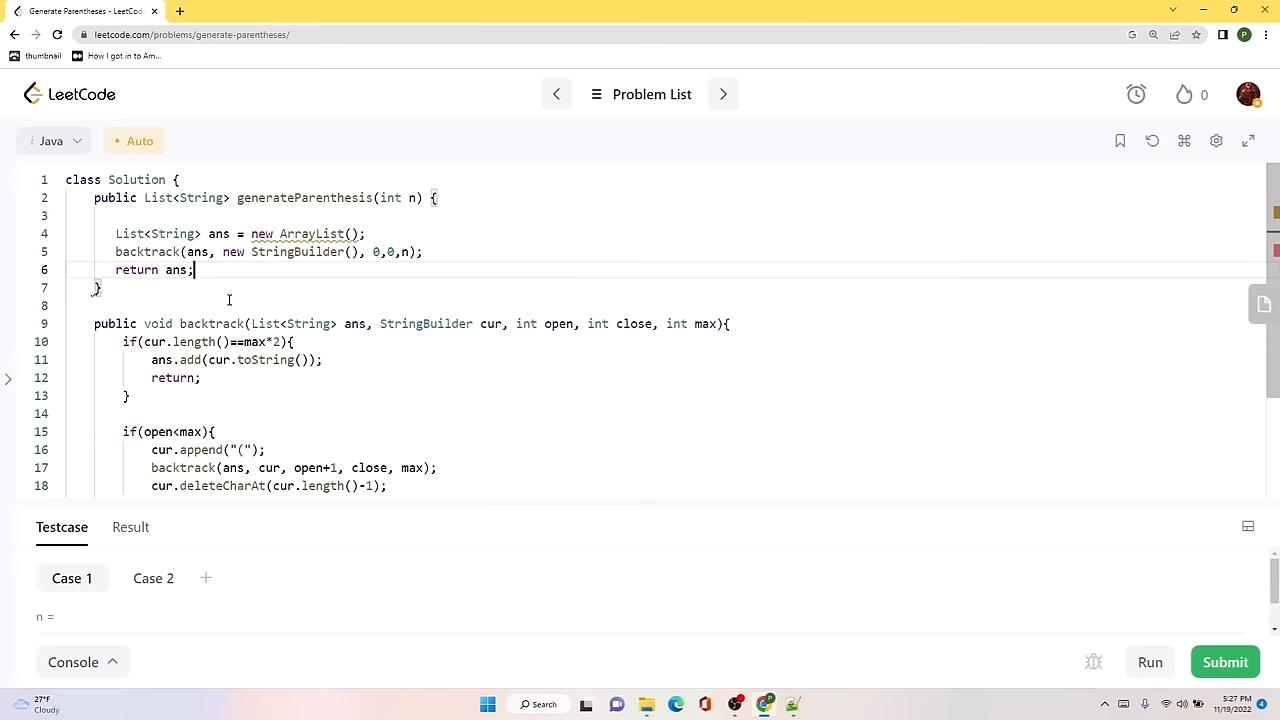 Generate Parentheses - LeetCod
leetcode.com/problems/generate-parentheses/
P
thumbnail
How I got in to Am...
LeetCode
Problem List
0
i Java
• Auto
1 class Solution {
2 public List<String> generateParenthesis(int n) {
3
4 List<String> ans = new ArrayList();
5 backtrack(ans, new StringBuilder(), 0,0,n);
6 return ans;
7 }
8
9 public void backtrack(List<String> ans, StringBuilder cur, int open, int close, int max){
10 if(cur.length()==max*2){
11 ans.add(cur.toString());
12 return;
13 }
14
15 if(open<max){
16 cur.append("(");
17 backtrack(ans, cur, open+1, close, max);
18 cur.deleteCharAt(cur.length()-1);
Testcase Result
Case 1 Case 2 +
n =
Console Run Submit
27°F
Cloudy
Search
5:27 PM
11/19/2022
4